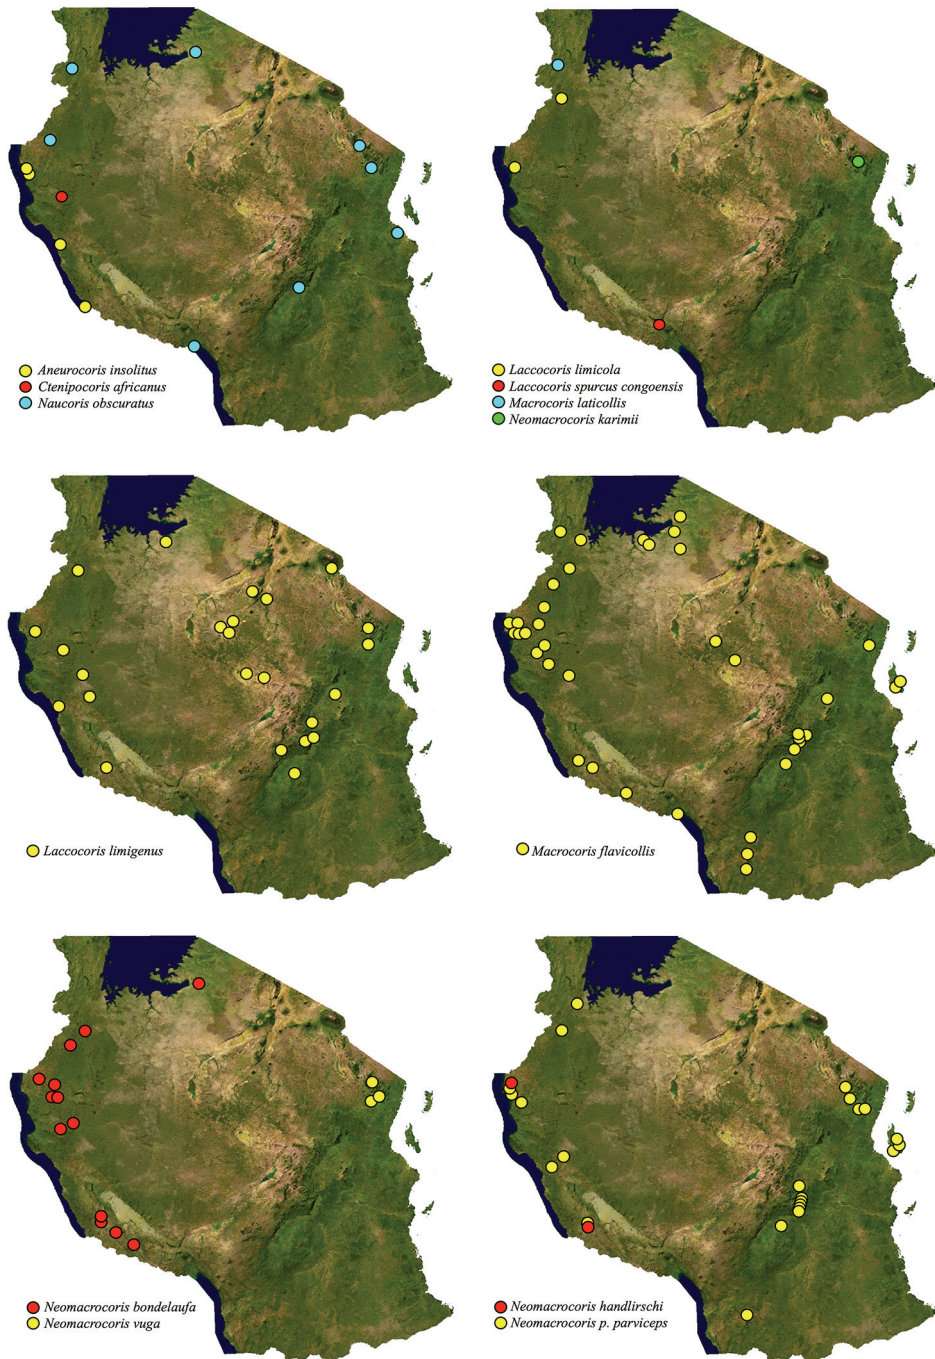 Aneurocoris insolitus
Ctenipocoris africanus
Naucoris obscuratus
Laccocoris limicola
Laccocoris spurcus congoensis
Macrocoris laticollis
Neomacrocoris karimii
Laccocoris limigenus
Macrocoris flavicollis
Neomacrocoris bondelaufa
Neomacrocoris vuga
Neomacrocoris handlirschi
Neomacrocoris p. parviceps